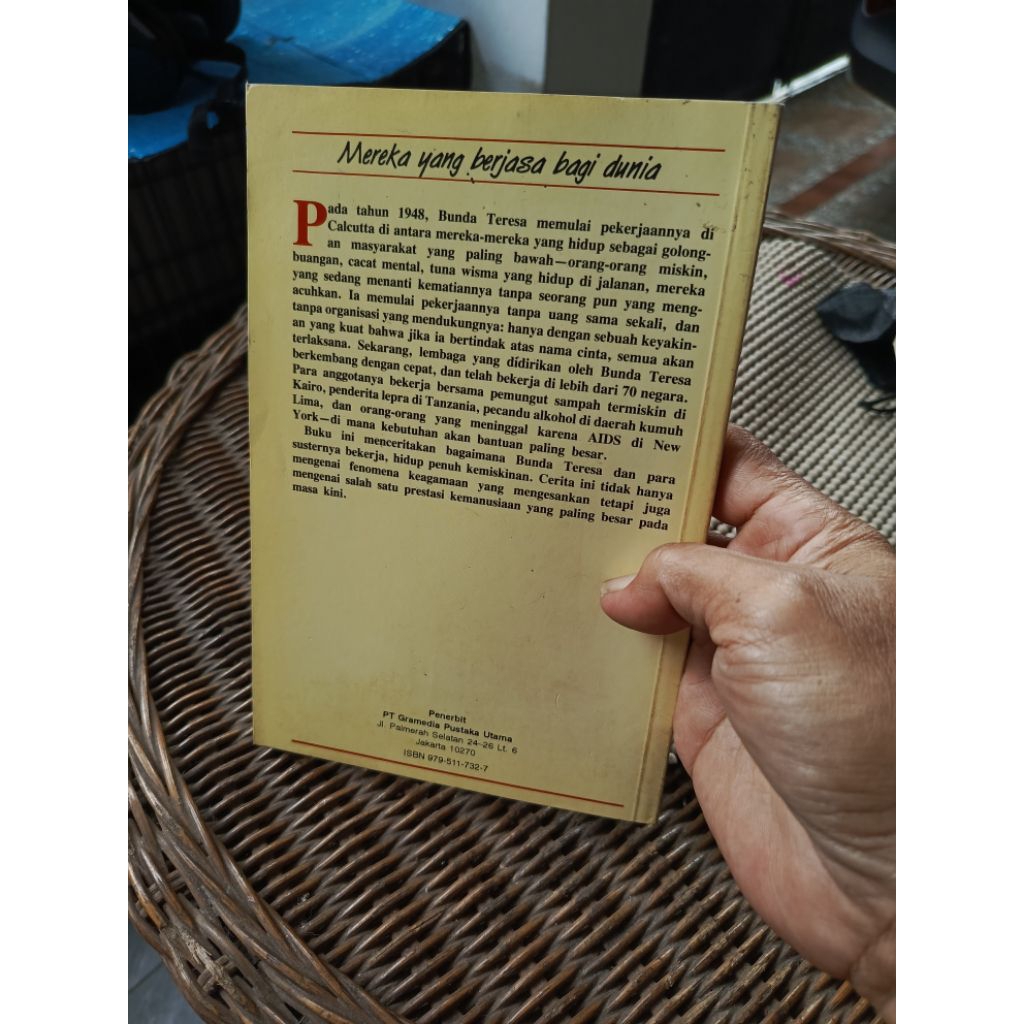 Mereka yang berjasa bagi dunia
Pada tahun 1948, Bunda Teresa memulai pekerjaannya di
Calcutta di antara mereka-mereka yang hidup sebagai golong-
an masyarakat yang paling bawah—orang-orang miskin,
buangan, cacat mental, tuna wisma yang hidup di jalanan, mereka
yang sedang menanti kematiannya tanpa seorang pun yang meng-
acuhkan. Ia memulai pekerjaannya tanpa uang sama sekali, dan
tanpa organisasi yang mendukungnya: hanya dengan sebuah keyakin-
an yang kuat bahwa jika ia bertindak atas nama cinta, semua akan
terlaksana. Sekarang, lembaga yang didirikan oleh Bunda Teresa
berkembang dengan cepat, dan telah bekerja di lebih dari 70 negara.
Para anggotanya bekerja bersama pemungut sampah termiskin di
Kairo, penderita lepra di Tanzania, pecandu alkohol di daerah kumuh
Lima, dan orang-orang yang meninggal karena AIDS di New
York—di mana kebutuhan akan bantuan paling besar.
Buku ini menceritakan bagaimana Bunda Teresa dan para
susternya bekerja, hidup penuh kemiskinan. Cerita ini tidak hanya
mengenai fenomena keagamaan yang mengesankan tetapi juga
mengenai salah satu prestasi kemanusiaan yang paling besar pada
masa kini.
Penerbit
PT Gramedia Pustaka Utama
Jl. Palmerah Selatan 24-26 Lt. 6
Jakarta 10270
ISBN 979-511-732-7